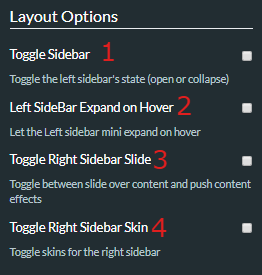 Layout Options
Toggle Sidebar 1
Toggle the left sidebar's state (open or collapse)
Left SideBar Expand on Hover 2
Let the Left sidebar mini expand on hover
Toggle Right Sidebar Slide 3
Toggle between slide over content and push content
effects
Toggle Right Sidebar Skin 4
Toggle skins for the right sidebar